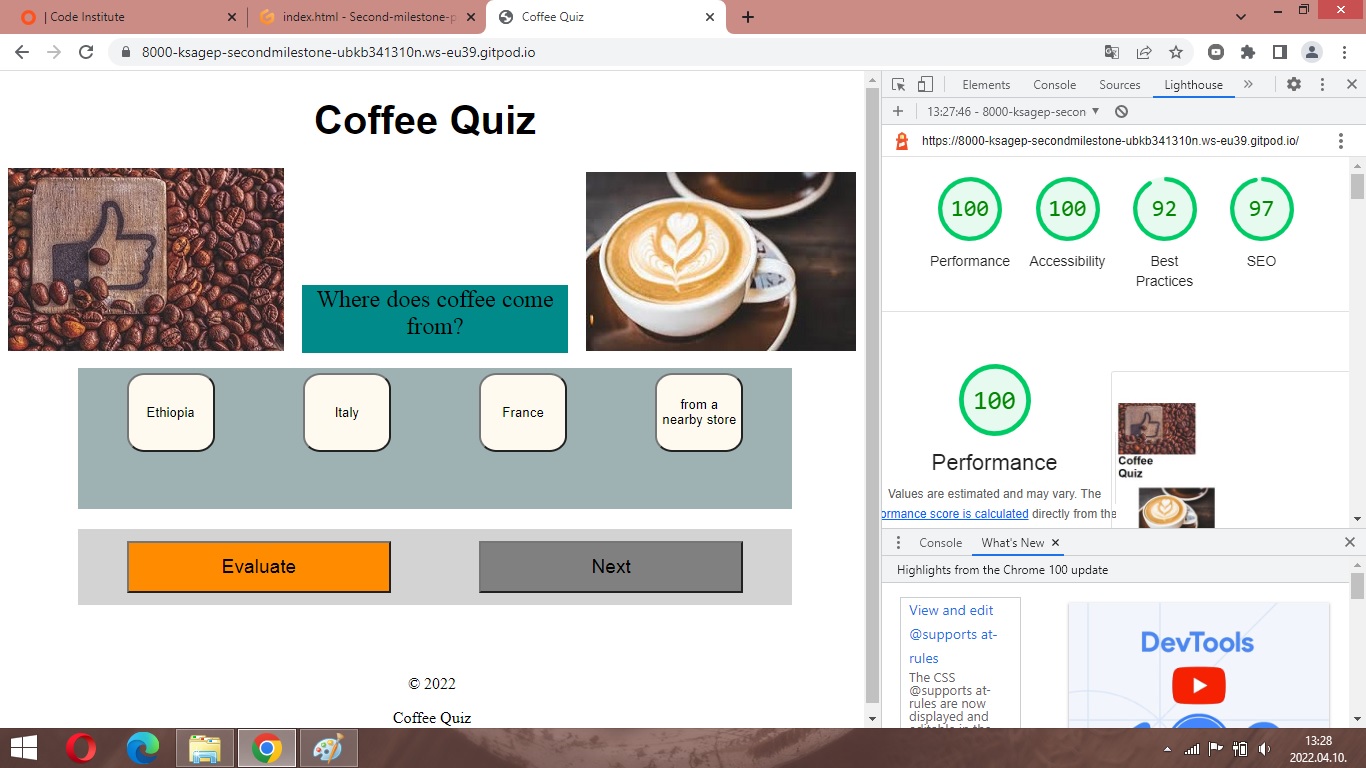 | Code Institute
index.html - Second-milestone-p
Coffee Quiz
8000-ksagep-secondmilestone-ubkb341310n.ws-eu39.gitpod.io
Coffee Quiz
Where does coffee come
from?
Ethiopia
Italy
France
from a
nearby store
Evaluate
Next
© 2022
Coffee Quiz
Elements
Console
Sources
Lighthouse
13:27:46 - 8000-ksagep-secon
https://8000-ksagep-secondmilestone-ubkb341310n.ws-eu39.gitpod.io/
100
100
92
97
Performance
Accessibility
Best
Practices
SEO
100
Performance
Values are estimated and may vary. The
ormance score is calculated directly from the
Coffee
Quiz
Console
What's New
Highlights from the Chrome 100 update
View and edit
@supports at-
rules
The CSS
@supports at-
rules are now
displayed and
editable in the
DevTools
13:28
2022.04.10.